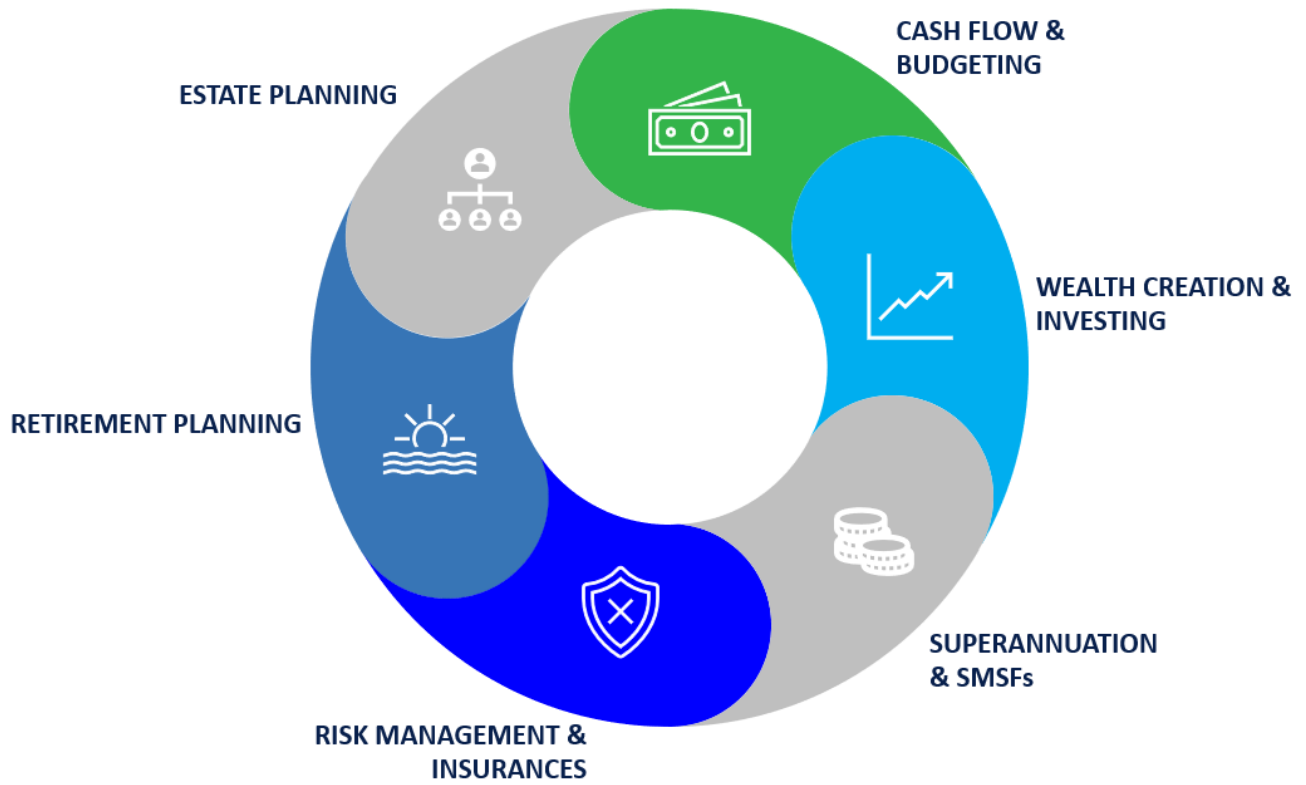 CASH FLOW &
BUDGETING
WEALTH CREATION &
INVESTING
SUPERANNUATION
& SMSFs
RISK MANAGEMENT &
INSURANCES
RETIREMENT PLANNING
ESTATE PLANNING